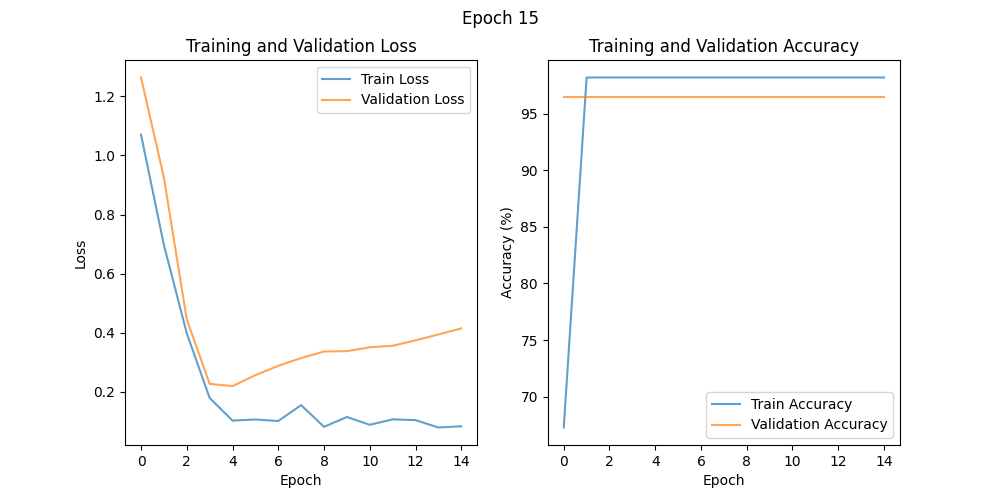 Epoch 15
Training and Validation Loss
Train Loss
Validation Loss
1.2
1.0
0.8
0.6
0.4
0.2
Loss
0 2 4 6 8 10 12 14
Epoch
Training and Validation Accuracy
95
90
85
80
75
70
Accuracy (%)
Train Accuracy
Validation Accuracy
0 2 4 6 8 10 12 14
Epoch